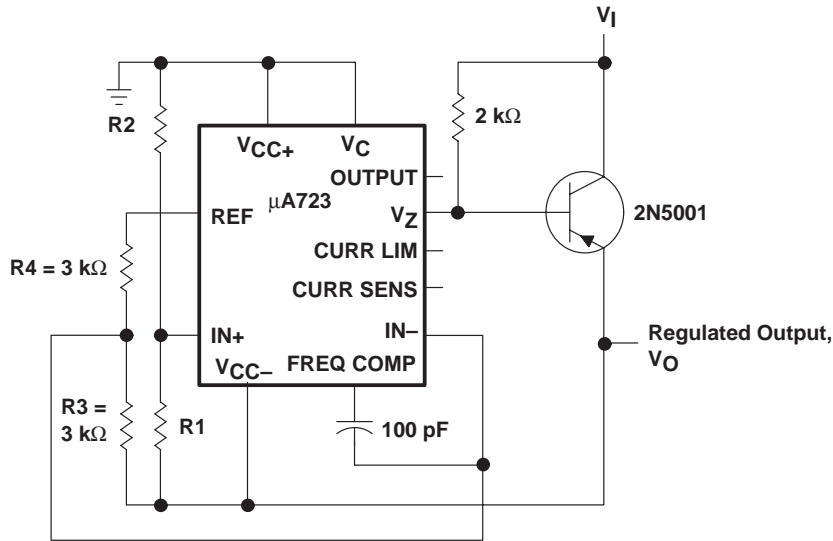 VI
R2
2 kΩ
VCC+
VC
OUTPUT
μA723
REF
VZ
2N5001
R4 = 3 kΩ
CURR LIM
CURR SENS
IN+
IN–
Regulated Output,
VO
VCC–
FREQ COMP
R3 =
3 kΩ
R1
100 pF